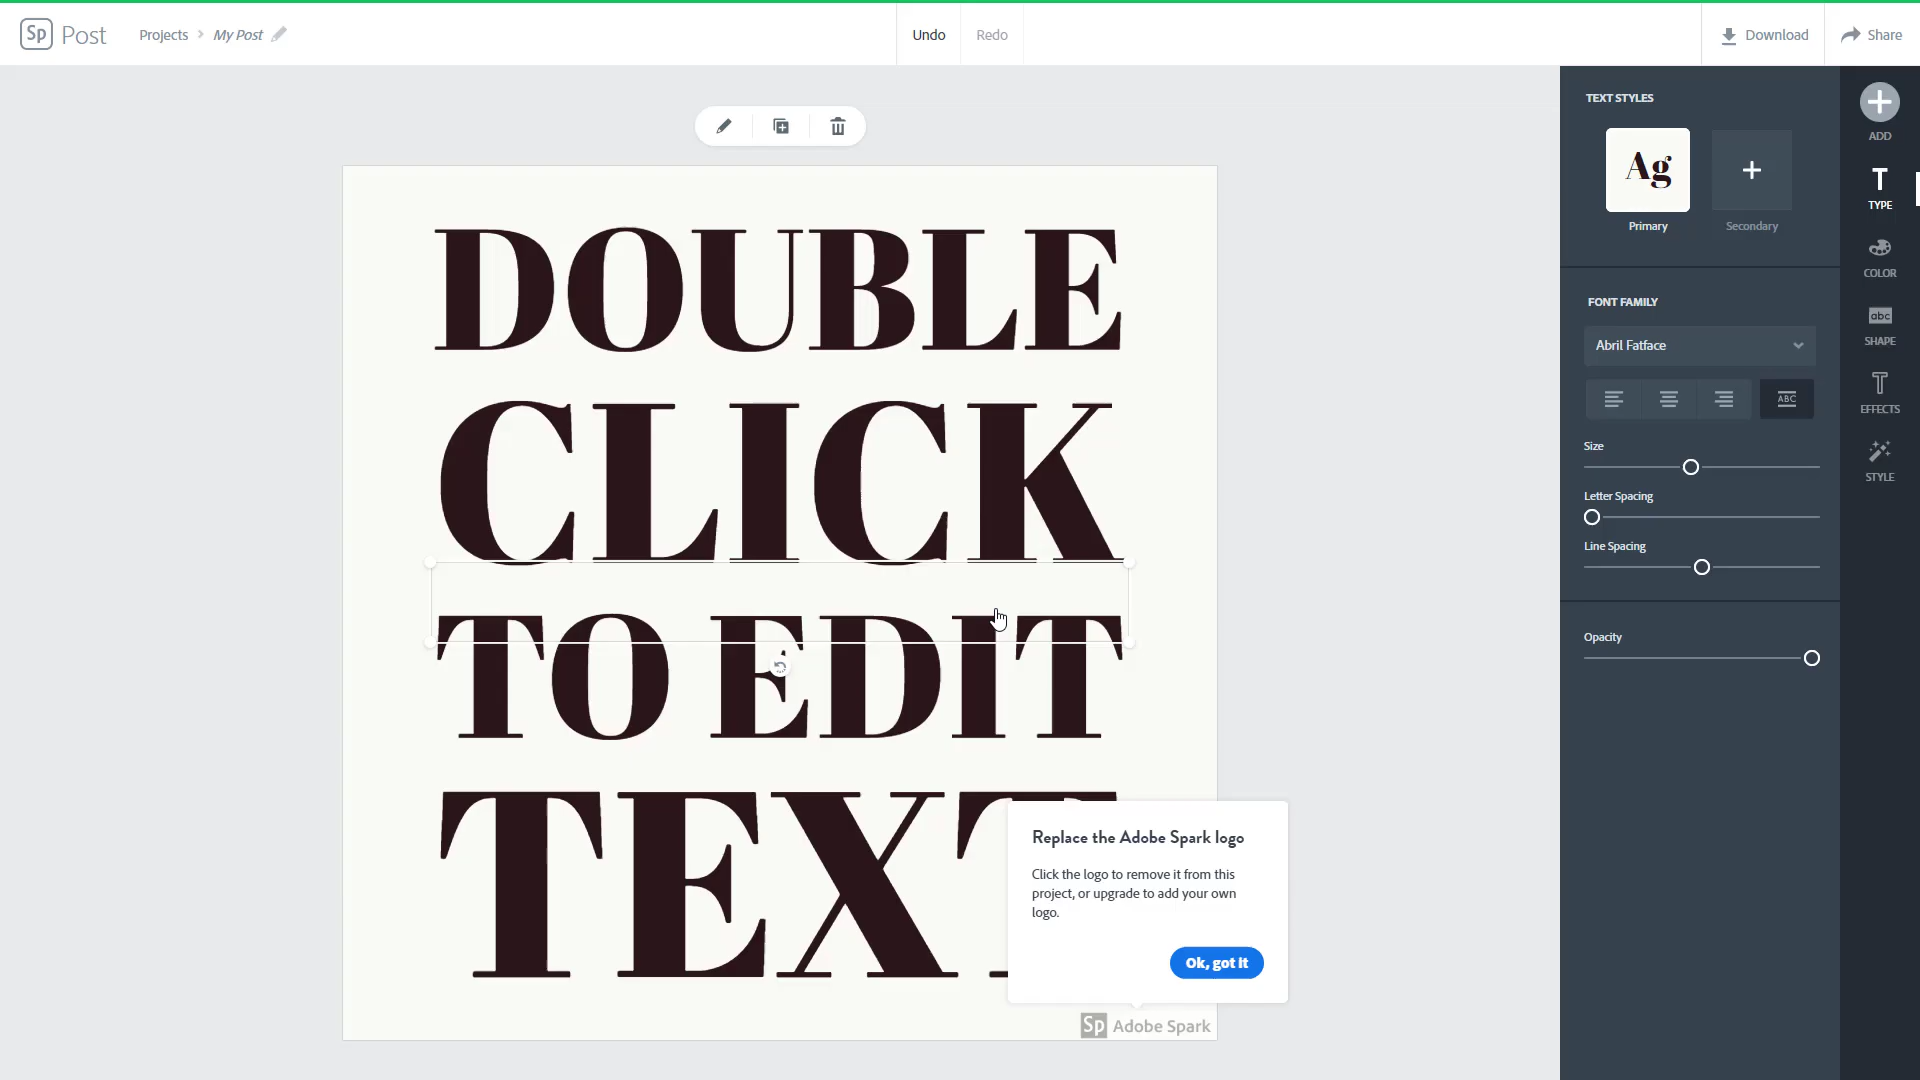 Sp Post Projects > My Post Undo Redo Download Share
TEXT STYLES
Ag
Primary Secondary
FONT FAMILY
Abril Fatface
ABC
Size
Letter Spacing
Line Spacing
Opacity
ADD
TYPE
COLOR
abc
SHAPE
EFFECTS
STYLE
DOUBLE
CLICK
TO EDIT
TEXT
Replace the Adobe Spark logo
Click the logo to remove it from this
project, or upgrade to add your own
logo.
Ok, got it
Sp Adobe Spark